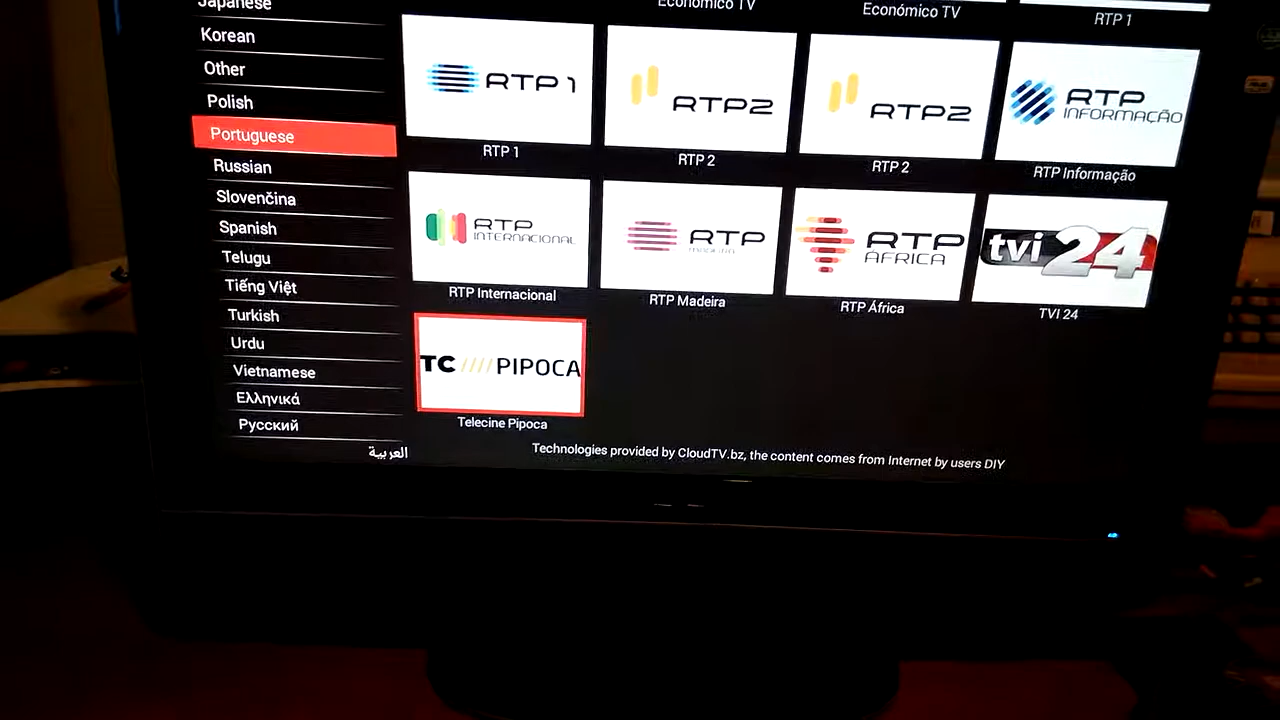 Japanese
Korean
Other
Polish
Portuguese
Russian
Slovenčina
Spanish
Telugu
Tiếng Việt
Turkish
Urdu
Vietnamese
Ελληνικά
Русский
العربية
Económico TV
Económico TV
RTP 1
RTP 1
RTP2
RTP2
RTP
INFORMAÇÃO
RTP 1
RTP 2
RTP 2
RTP Informação
RTP
INTERNACIONAL
RTP
MADEIRA
RTP
ÁFRICA
tvi 24
RTP Internacional
RTP Madeira
RTP África
TVI 24
TC //// PIPOCA
Telecine Pipoca
Technologies provided by CloudTV.bz, the content comes from Internet by users DIY